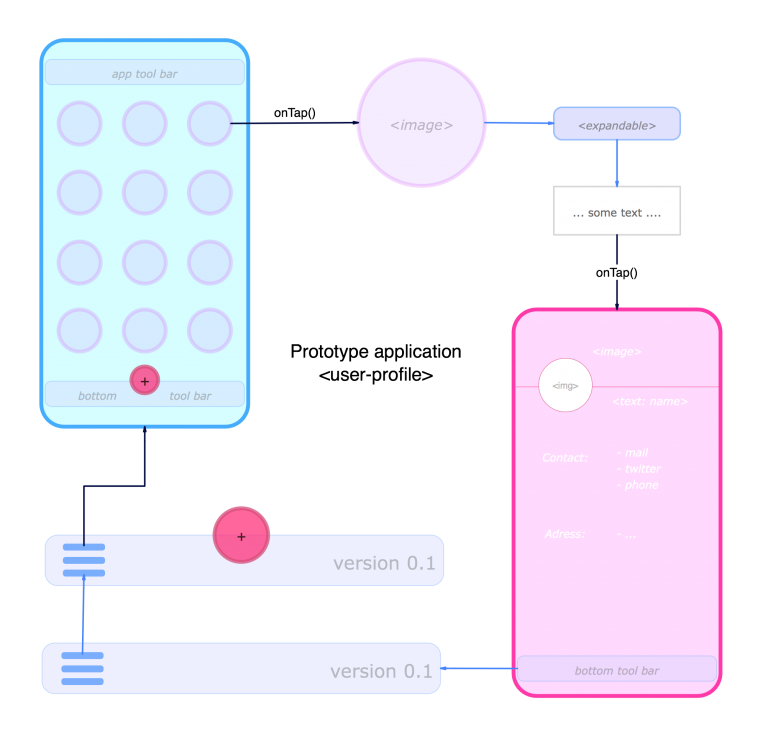 app tool bar
onTap()
<image>
<expandable>
... some text ....
onTap()
Prototype application
<user-profile>
+
bottom
tool bar
<image>
<img>
<text: name>
Contact:
- mail
- twitter
- phone
Adress:
- ...
+
version 0.1
version 0.1
bottom tool bar